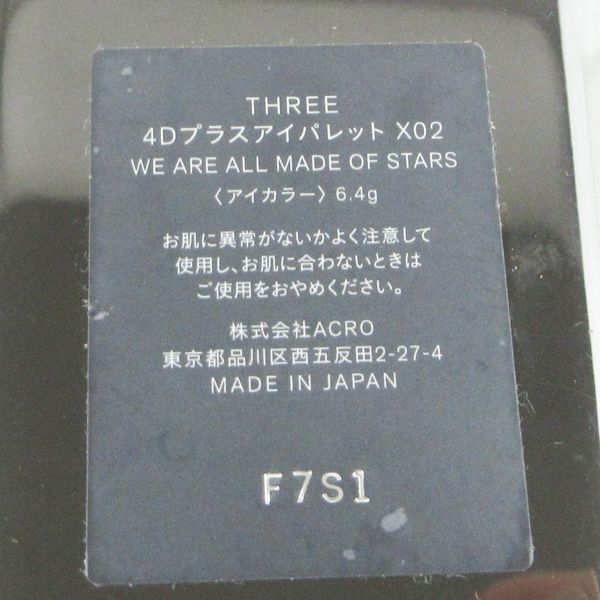 THREE
4Dプラスアイパレット X02
WE ARE ALL MADE OF STARS
〈アイカラー〉6.4g
お肌に異常がないかよく注意して
使用し、お肌に合わないときは
ご使用をおやめください。
株式会社ACRO
東京都品川区西五反田2-27-4
MADE IN JAPAN
F7S1